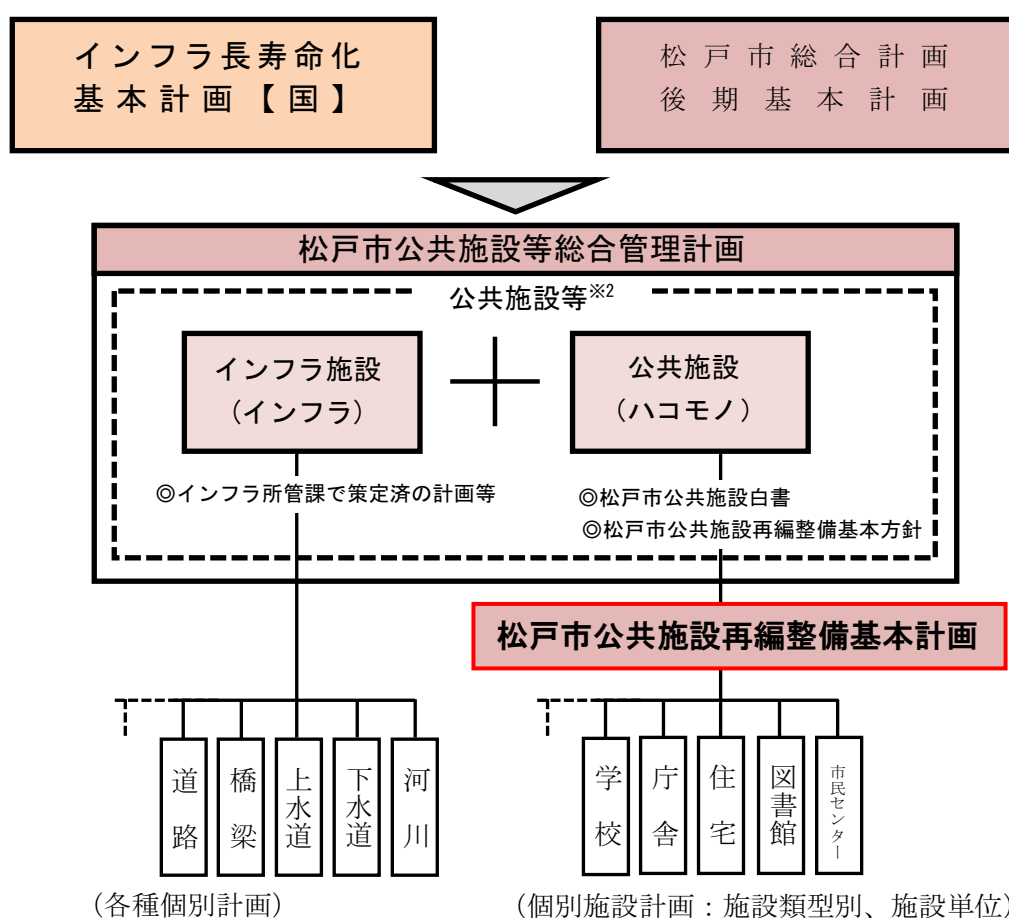 インフラ長寿命化
基本計画【国】
松戸市総合計画
後期基本計画
松戸市公共施設等総合管理計画
公共施設等※2
インフラ施設
（インフラ）
公共施設
（ハコモノ）
◎インフラ所管課で策定済の計画等
◎松戸市公共施設白書
◎松戸市公共施設再編整備基本方針
松戸市公共施設再編整備基本計画
道路
橋梁
上水道
下水道
河川
学校
庁舎
住宅
図書館
市民センター
（各種個別計画）
（個別施設計画：施設類型別、施設単位）